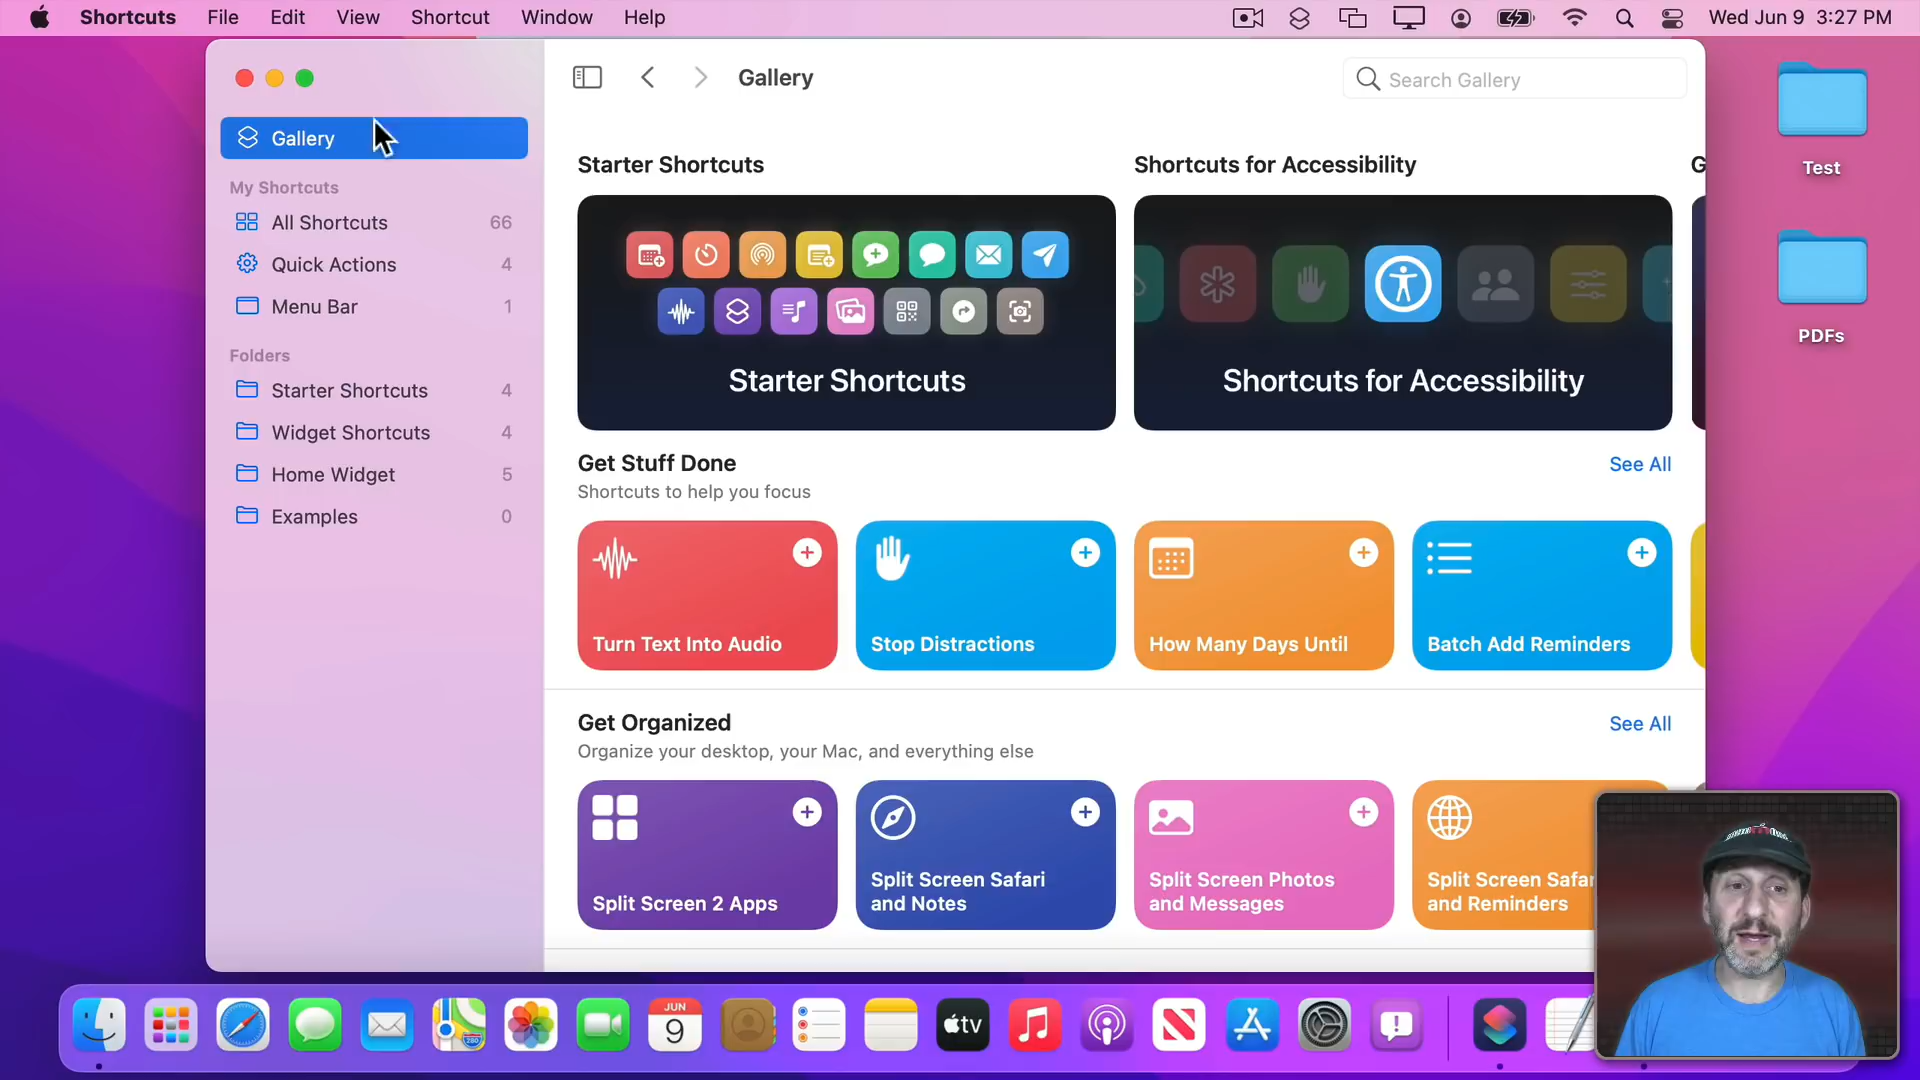 Shortcuts File Edit View Shortcut Window Help Wed Jun 9 3:27 PM
Gallery
Search Gallery
Gallery
My Shortcuts
All Shortcuts 66
Quick Actions 4
Menu Bar 1
Folders
Starter Shortcuts 4
Widget Shortcuts 4
Home Widget 5
Examples 0
Starter Shortcuts
Starter Shortcuts
Shortcuts for Accessibility
Shortcuts for Accessibility
G
Get Stuff Done See All
Shortcuts to help you focus
Turn Text Into Audio
Stop Distractions
How Many Days Until
Batch Add Reminders
Get Organized See All
Organize your desktop, your Mac, and everything else
Split Screen 2 Apps
Split Screen Safari
and Notes
Split Screen Photos
and Messages
Split Screen Safar
and Reminders
Test
PDFs
280
JUN
9
tv